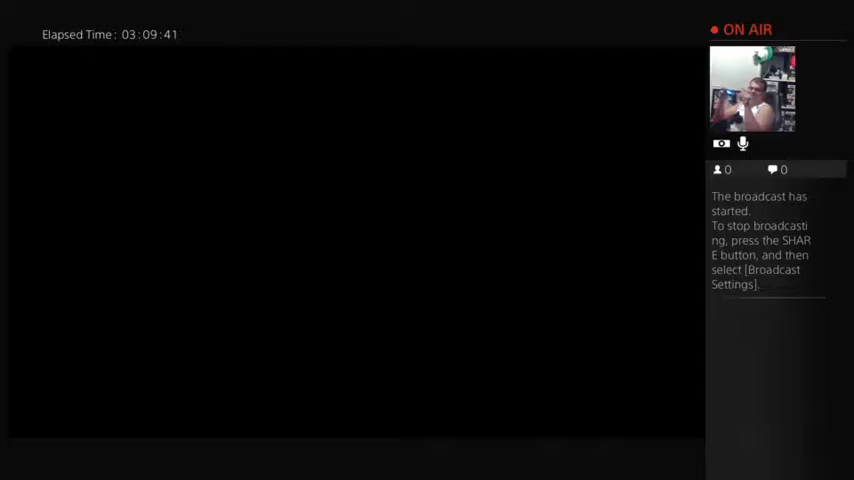 Elapsed Time: 03:09:41
ON AIR
0 0
The broadcast has
started.
To stop broadcasti
ng, press the SHAR
E button, and then
select [Broadcast
Settings].